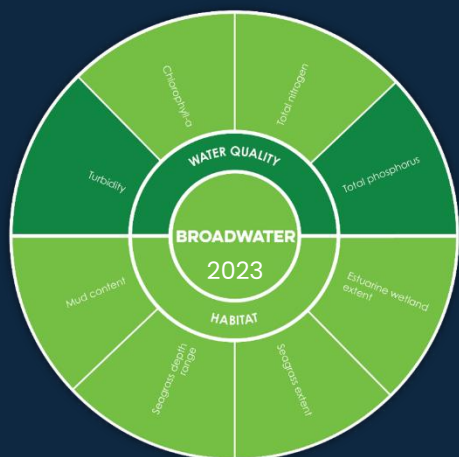 Chlorophyll-a
Total nitrogen
Turbidity
Total phosphorus
WATER QUALITY
BROADWATER
2023
HABITAT
Mud content
Seagrass depth
range
Seagrass extent
Estuarine wetland
extent